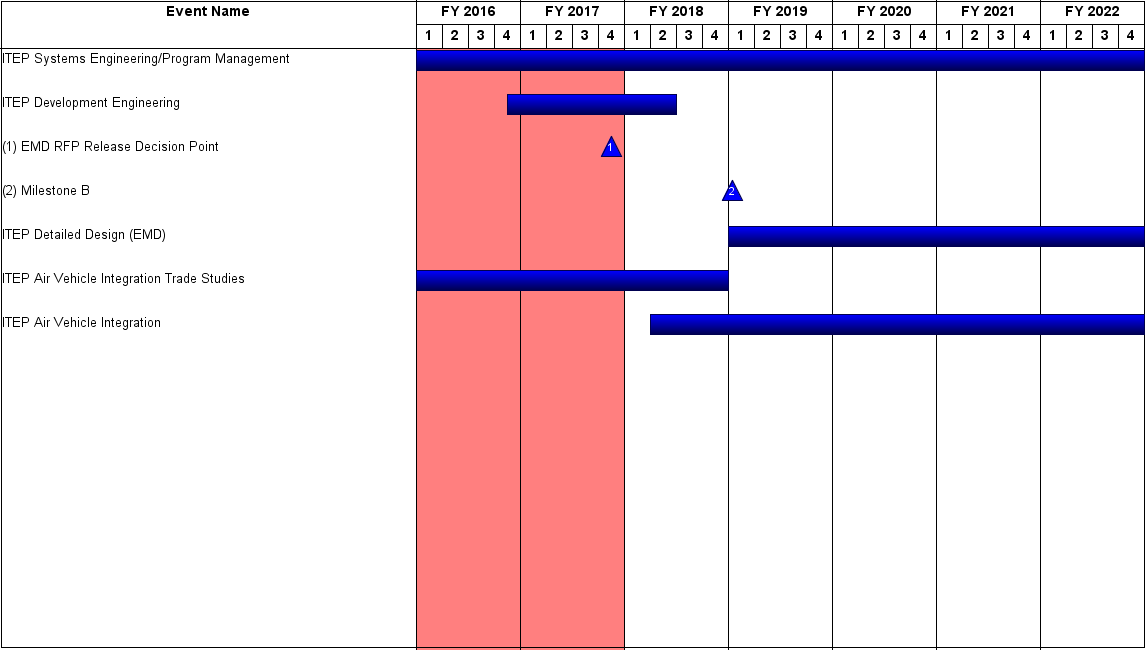 Event Name FY 2016 FY 2017 FY 2018 FY 2019 FY 2020 FY 2021 FY 2022
1 2 3 4 1 2 3 4 1 2 3 4 1 2 3 4 1 2 3 4 1 2 3 4 1 2 3 4
ITEP Systems Engineering/Program Management
ITEP Development Engineering
(1) EMD RFP Release Decision Point 1
(2) Milestone B 2
ITEP Detailed Design (EMD)
ITEP Air Vehicle Integration Trade Studies
ITEP Air Vehicle Integration